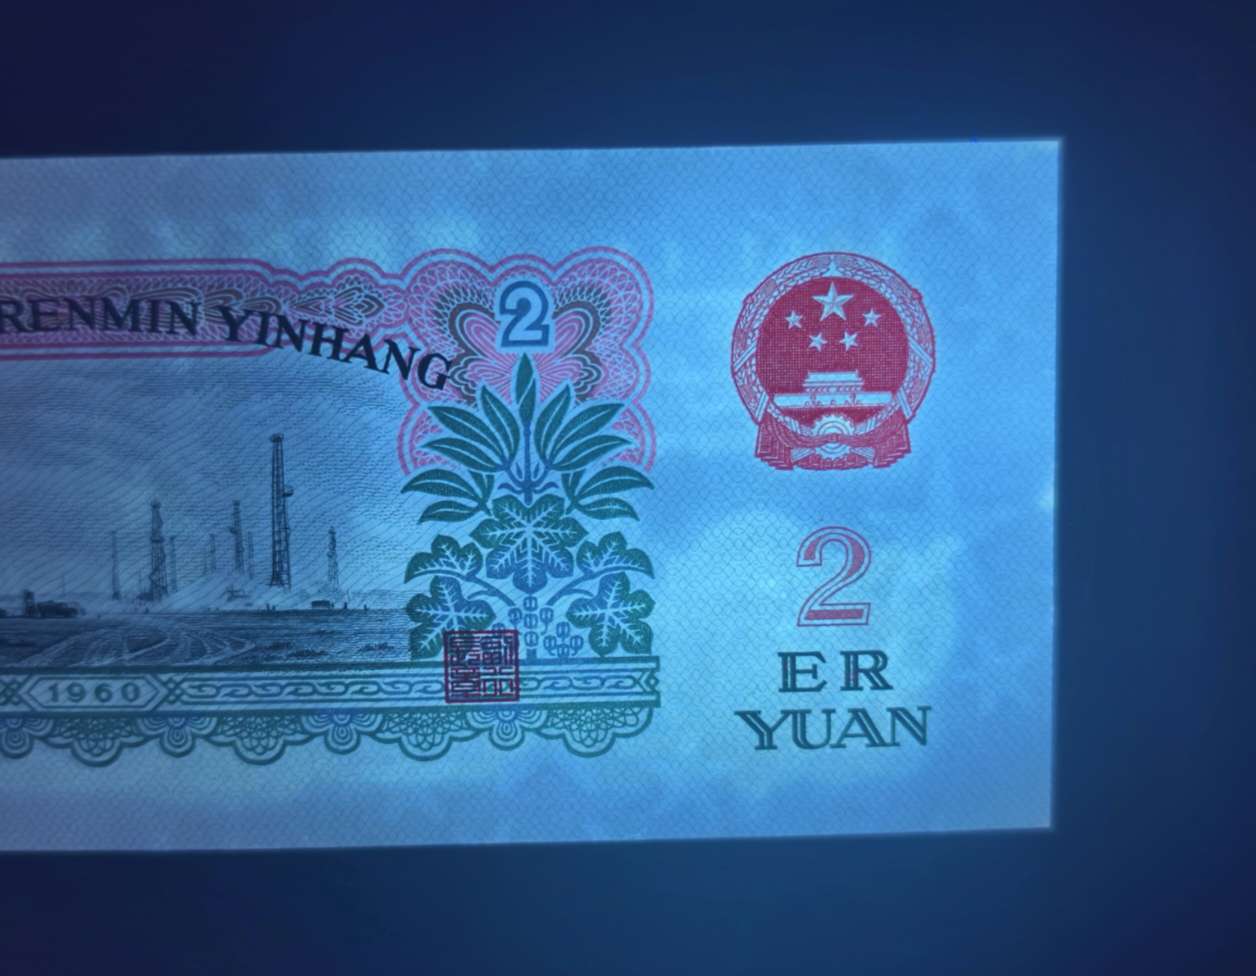 RENMIN YINHANG
2
2
ER
YUAN
1960